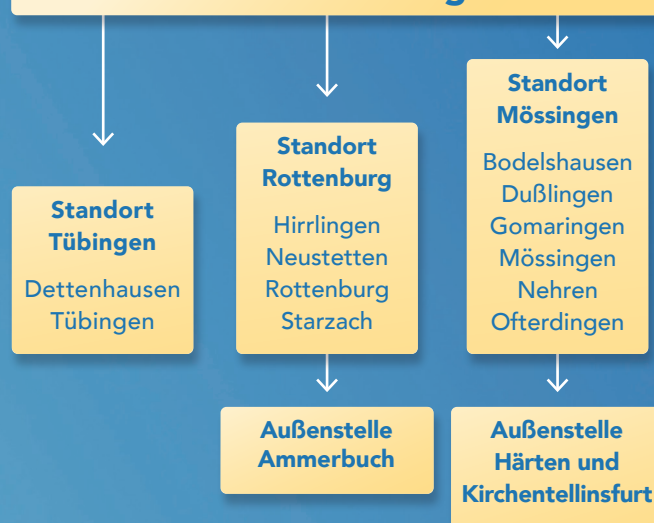 Standort
Tübingen
Dettenhausen
Tübingen
Standort
Rottenburg
Hirrlingen
Neustetten
Rottenburg
Starzach
Außenstelle
Ammerbuch
Standort
Mössingen
Bodelshausen
Dußlingen
Gomaringen
Mössingen
Nehren
Ofterdingen
Außenstelle
Härten und
Kirchentellinsfurt